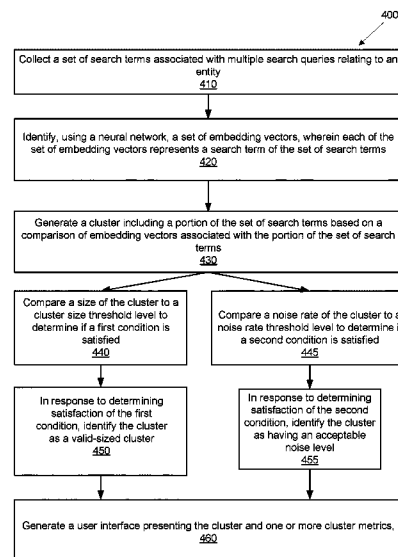 400
Collect a set of search terms associated with multiple search queries relating to an
entity
410
Identify, using a neural network, a set of embedding vectors, wherein each of the
set of embedding vectors represents a search term of the set of search terms
420
Generate a cluster including a portion of the set of search terms based on a
comparison of embedding vectors associated with the portion of the set of search
terms
430
Compare a size of the cluster to a
cluster size threshold level to
determine if a first condition is
satisfied
440
Compare a noise rate of the cluster to a
noise rate threshold level to determine if
a second condition is satisfied
445
In response to determining
satisfaction of the first
condition, identify the cluster
as a valid-sized cluster
450
In response to determining
satisfaction of the second
condition, identify the cluster
as having an acceptable
noise level
455
Generate a user interface presenting the cluster and one or more cluster metrics,
460